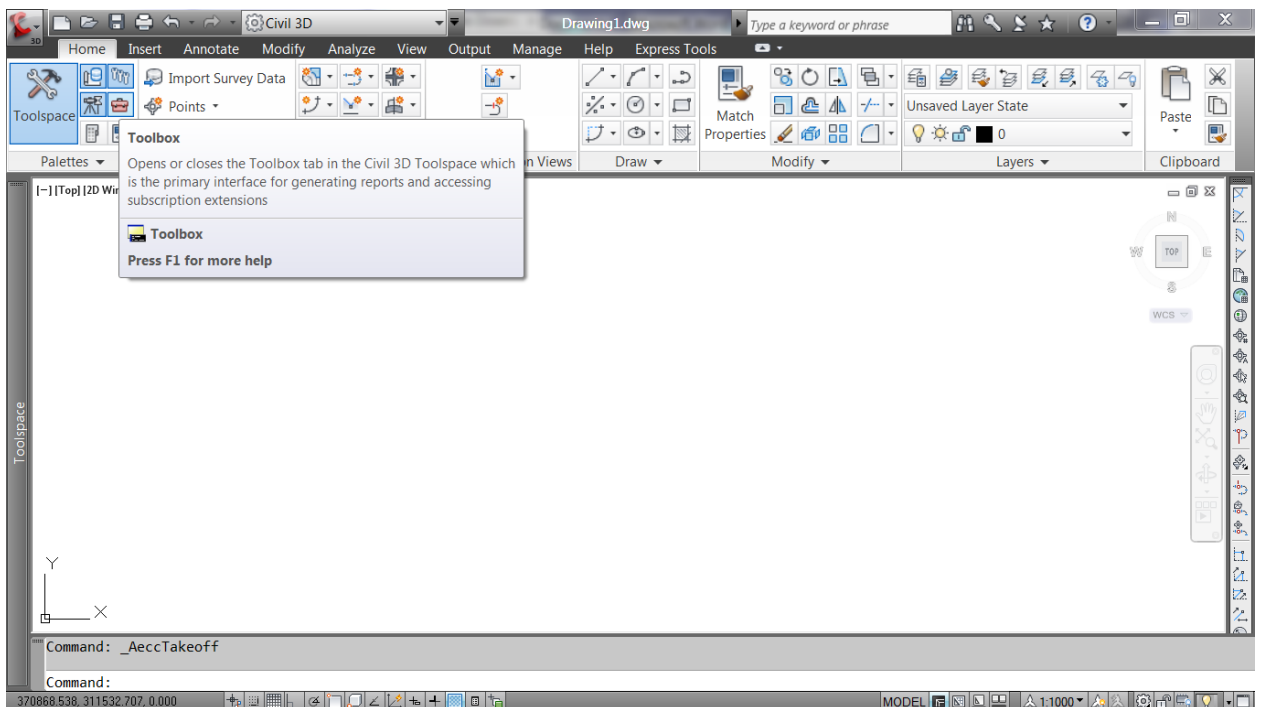 Civil 3D
Drawing1.dwg
Type a keyword or phrase
3D
Home Insert Annotate Modify Analyze View Output Manage Help Express Tools
Toolspace
Import Survey Data
Points
Match
Properties
Unsaved Layer State
0
Paste
Palettes
n Views
Draw
Modify
Layers
Clipboard
Toolbox
Opens or closes the Toolbox tab in the Civil 3D Toolspace which
is the primary interface for generating reports and accessing
subscription extensions
Toolbox
Press F1 for more help
[−] [Top] [2D Wir
N
W TOP E
S
WCS
Toolspace
Y
X
Command: _AeccTakeoff
Command:
370868.538, 311532.707, 0.000
MODEL
1:1000